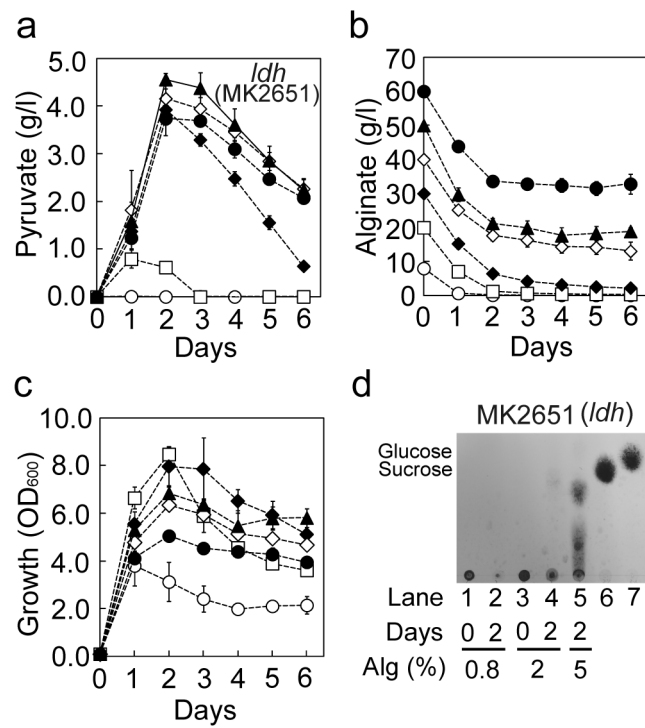 a
ldh
(MK2651)
Pyruvate (g/l)
5.0
4.0
3.0
2.0
1.0
0.0
0 1 2 3 4 5 6
Days
b
Alginate (g/l)
70
60
50
40
30
20
10
0
0 1 2 3 4 5 6
Days
c
Growth (OD600)
10.0
8.0
6.0
4.0
2.0
0.0
0 1 2 3 4 5 6
Days
d
MK2651 (ldh)
Glucose
Sucrose
Lane 1 2 3 4 5 6 7
Days 0 2 0 2 2
Alg (%) 0.8 2 5